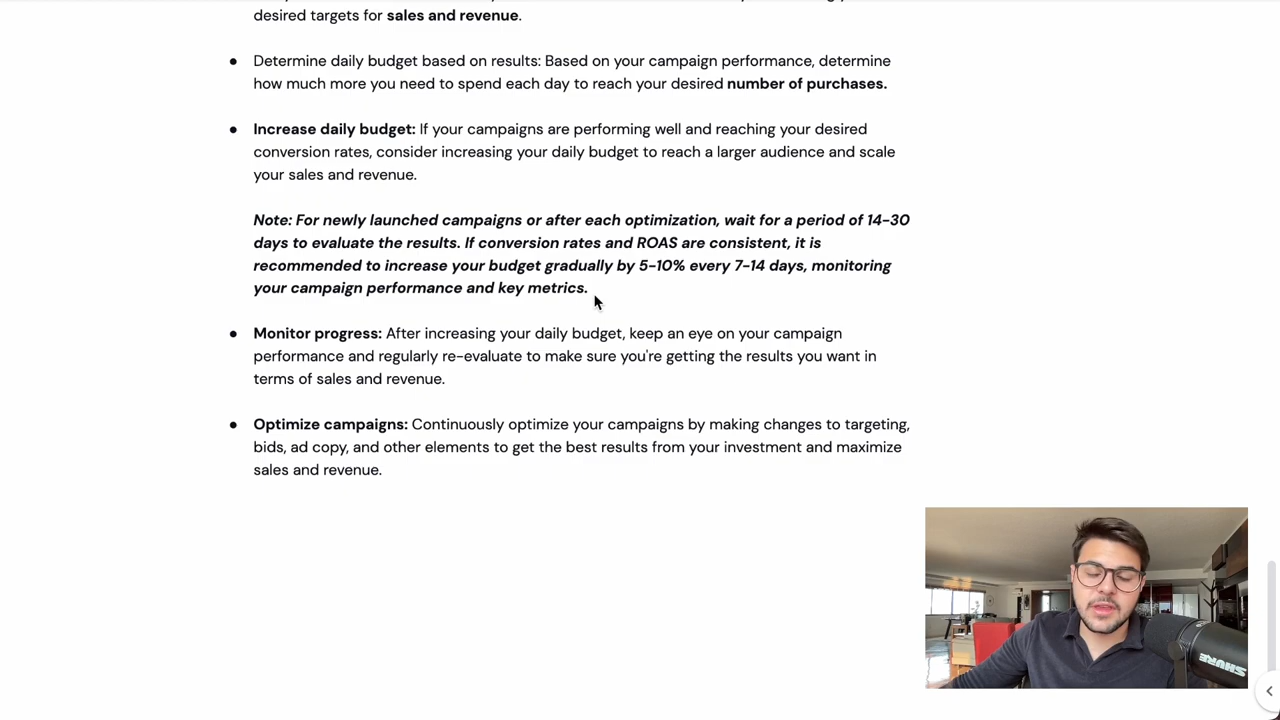 desired targets for sales and revenue.
● Determine daily budget based on results: Based on your campaign performance, determine
how much more you need to spend each day to reach your desired number of purchases.
● Increase daily budget: If your campaigns are performing well and reaching your desired
conversion rates, consider increasing your daily budget to reach a larger audience and scale
your sales and revenue.
Note: For newly launched campaigns or after each optimization, wait for a period of 14-30
days to evaluate the results. If conversion rates and ROAS are consistent, it is
recommended to increase your budget gradually by 5-10% every 7-14 days, monitoring
your campaign performance and key metrics.
● Monitor progress: After increasing your daily budget, keep an eye on your campaign
performance and regularly re-evaluate to make sure you're getting the results you want in
terms of sales and revenue.
● Optimize campaigns: Continuously optimize your campaigns by making changes to targeting,
bids, ad copy, and other elements to get the best results from your investment and maximize
sales and revenue.
SHURE